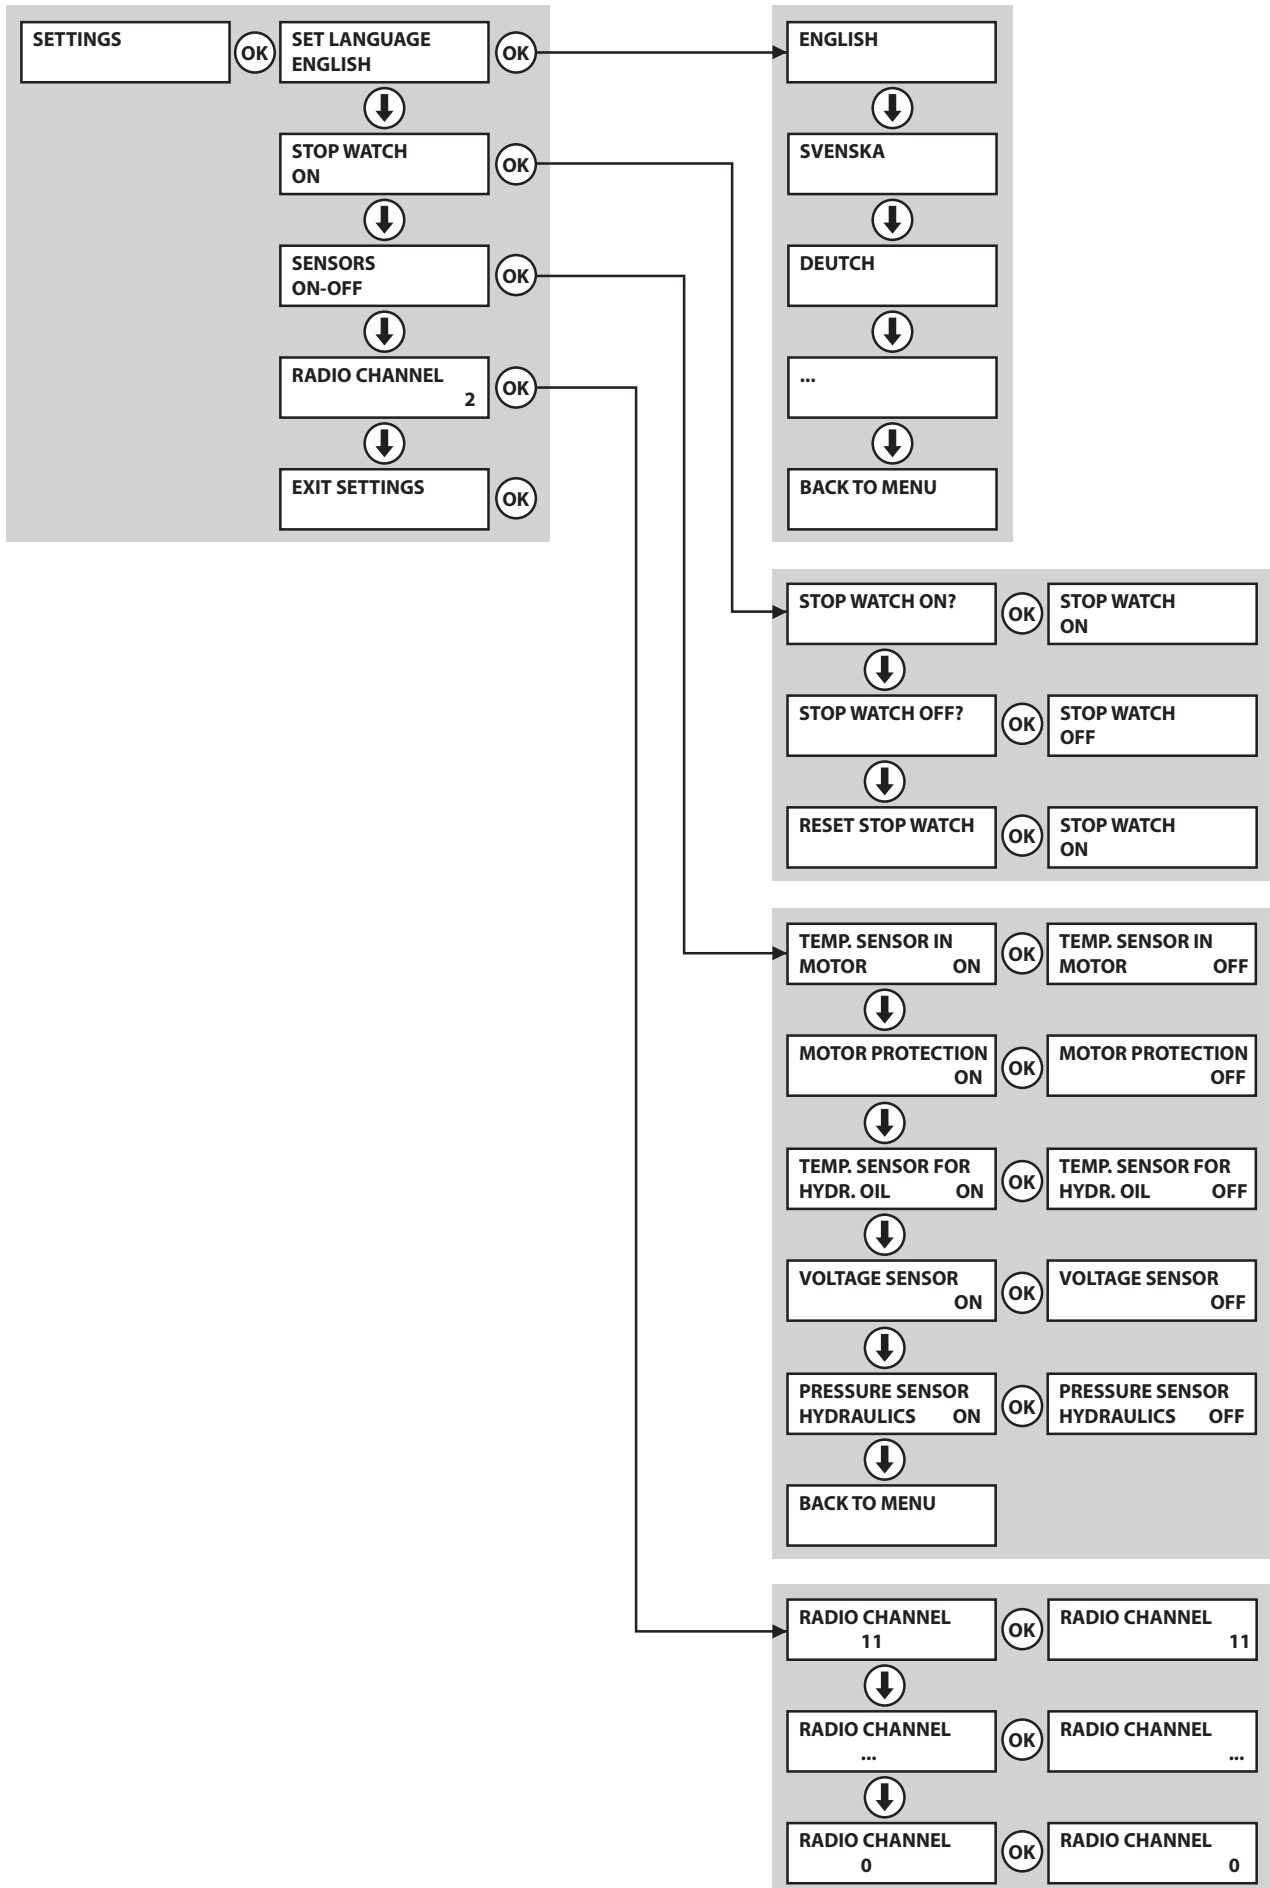 SETTINGS
OK
SET LANGUAGE
ENGLISH
OK
STOP WATCH
ON
OK
SENSORS
ON-OFF
OK
RADIO CHANNEL
2
OK
EXIT SETTINGS
OK
ENGLISH
SVENSKA
DEUTCH
...
BACK TO MENU
STOP WATCH ON?
OK
STOP WATCH
ON
STOP WATCH OFF?
OK
STOP WATCH
OFF
RESET STOP WATCH
OK
STOP WATCH
ON
TEMP. SENSOR IN
MOTOR ON
OK
TEMP. SENSOR IN
MOTOR OFF
MOTOR PROTECTION
ON
OK
MOTOR PROTECTION
OFF
TEMP. SENSOR FOR
HYDR. OIL ON
OK
TEMP. SENSOR FOR
HYDR. OIL OFF
VOLTAGE SENSOR
ON
OK
VOLTAGE SENSOR
OFF
PRESSURE SENSOR
HYDRAULICS ON
OK
PRESSURE SENSOR
HYDRAULICS OFF
BACK TO MENU
RADIO CHANNEL
11
OK
RADIO CHANNEL
11
RADIO CHANNEL
...
OK
RADIO CHANNEL
...
RADIO CHANNEL
0
OK
RADIO CHANNEL
0